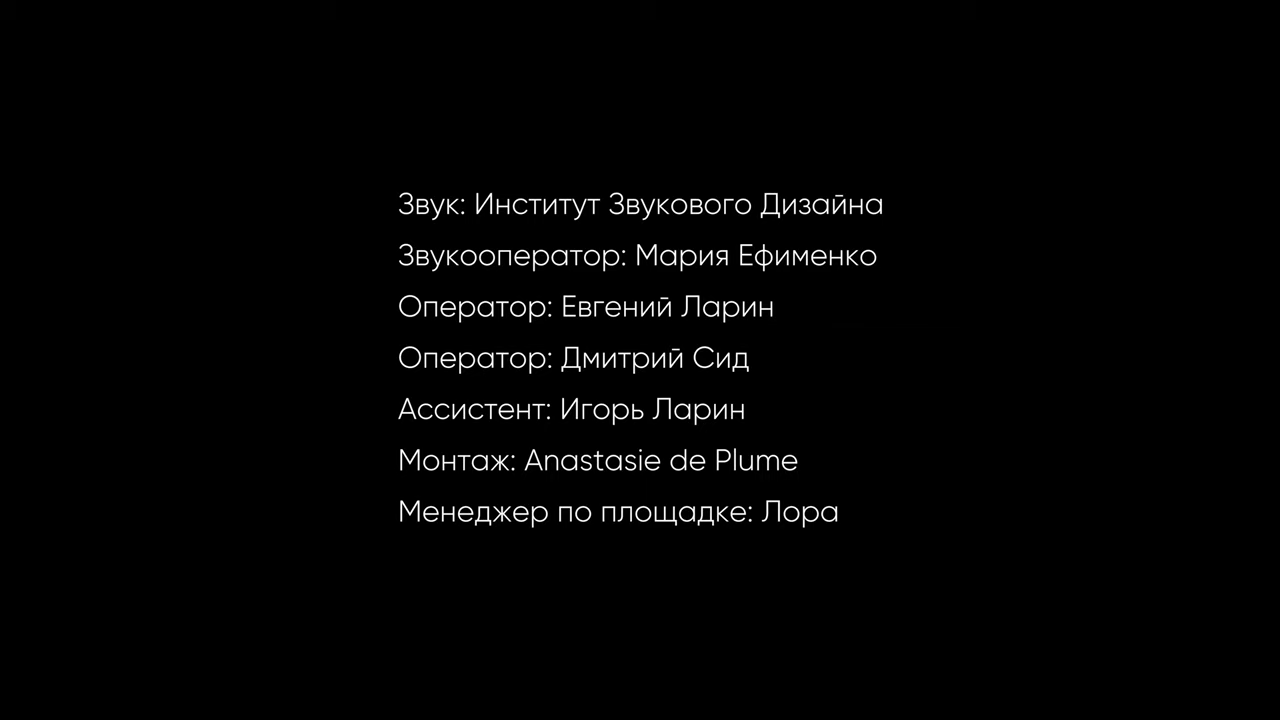 Звук: Институт Звукового Дизайна
Звукооператор: Мария Ефименко
Оператор: Евгений Ларин
Оператор: Дмитрий Сид
Ассистент: Игорь Ларин
Монтаж: Anastasie de Plume
Менеджер по площадке: Лора